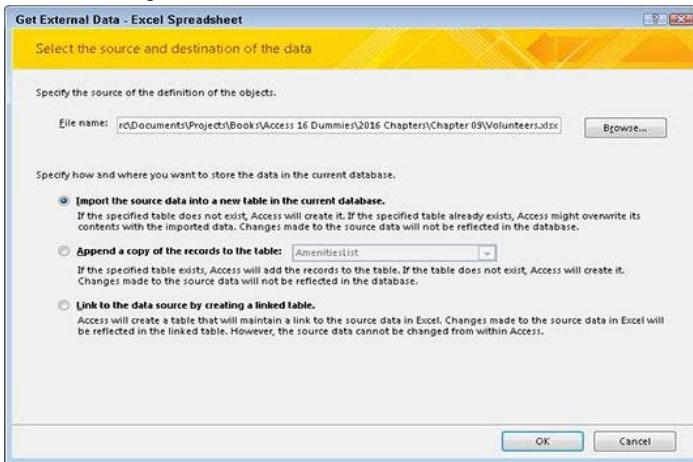 Get External Data - Excel Spreadsheet
Select the source and destination of the data
Specify the source of the definition of the objects.
File name: rc\Documents\Projects\Books\Access 16 Dummies\2016 Chapters\Chapter 09\Volunteers.xlsx Browse...
Specify how and where you want to store the data in the current database.
Import the source data into a new table in the current database.
If the specified table does not exist, Access will create it. If the specified table already exists, Access might overwrite its
contents with the imported data. Changes made to the source data will not be reflected in the database.
Append a copy of the records to the table: AmenitiesList
If the specified table exists, Access will add the records to the table. If the table does not exist, Access will create it.
Changes made to the source data will not be reflected in the database.
Link to the data source by creating a linked table.
Access will create a table that will maintain a link to the source data in Excel. Changes made to the source data in Excel will
be reflected in the linked table. However, the source data cannot be changed from within Access.
OK Cancel